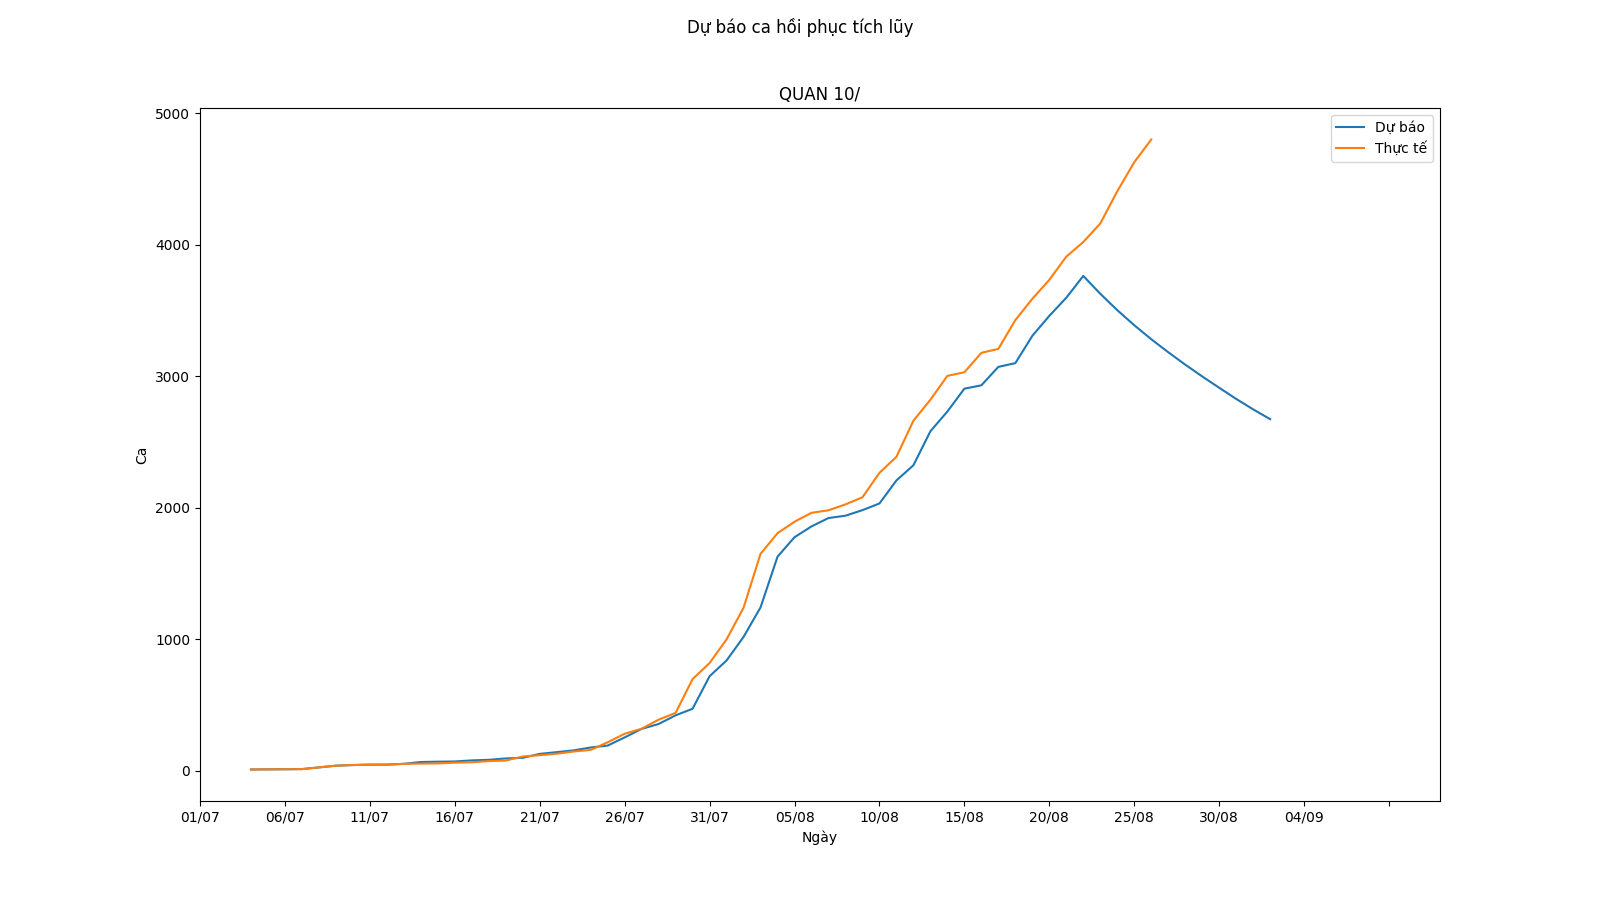 Dự báo ca hồi phục tích lũy
QUAN 10/
Dự báo
Thực tế
5000
4000
3000
2000
1000
0
Ca
01/07 06/07 11/07 16/07 21/07 26/07 31/07 05/08 10/08 15/08 20/08 25/08 30/08 04/09
Ngày